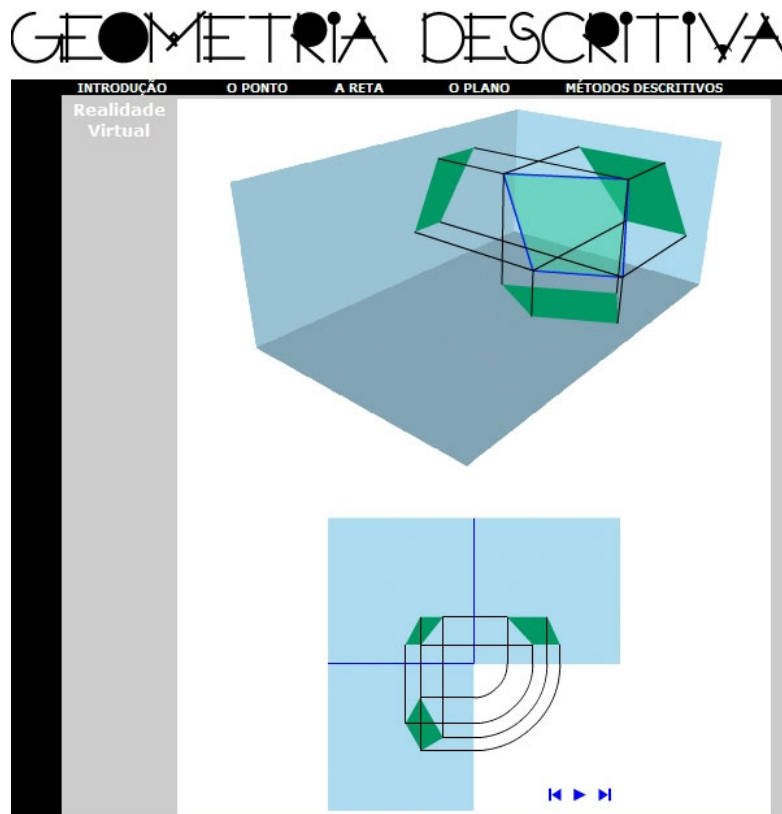 GEOMETRIA DESCRITIVA
INTRODUÇÃO O PONTO A RETA O PLANO MÉTODOS DESCRITIVOS
Realidade
Virtual